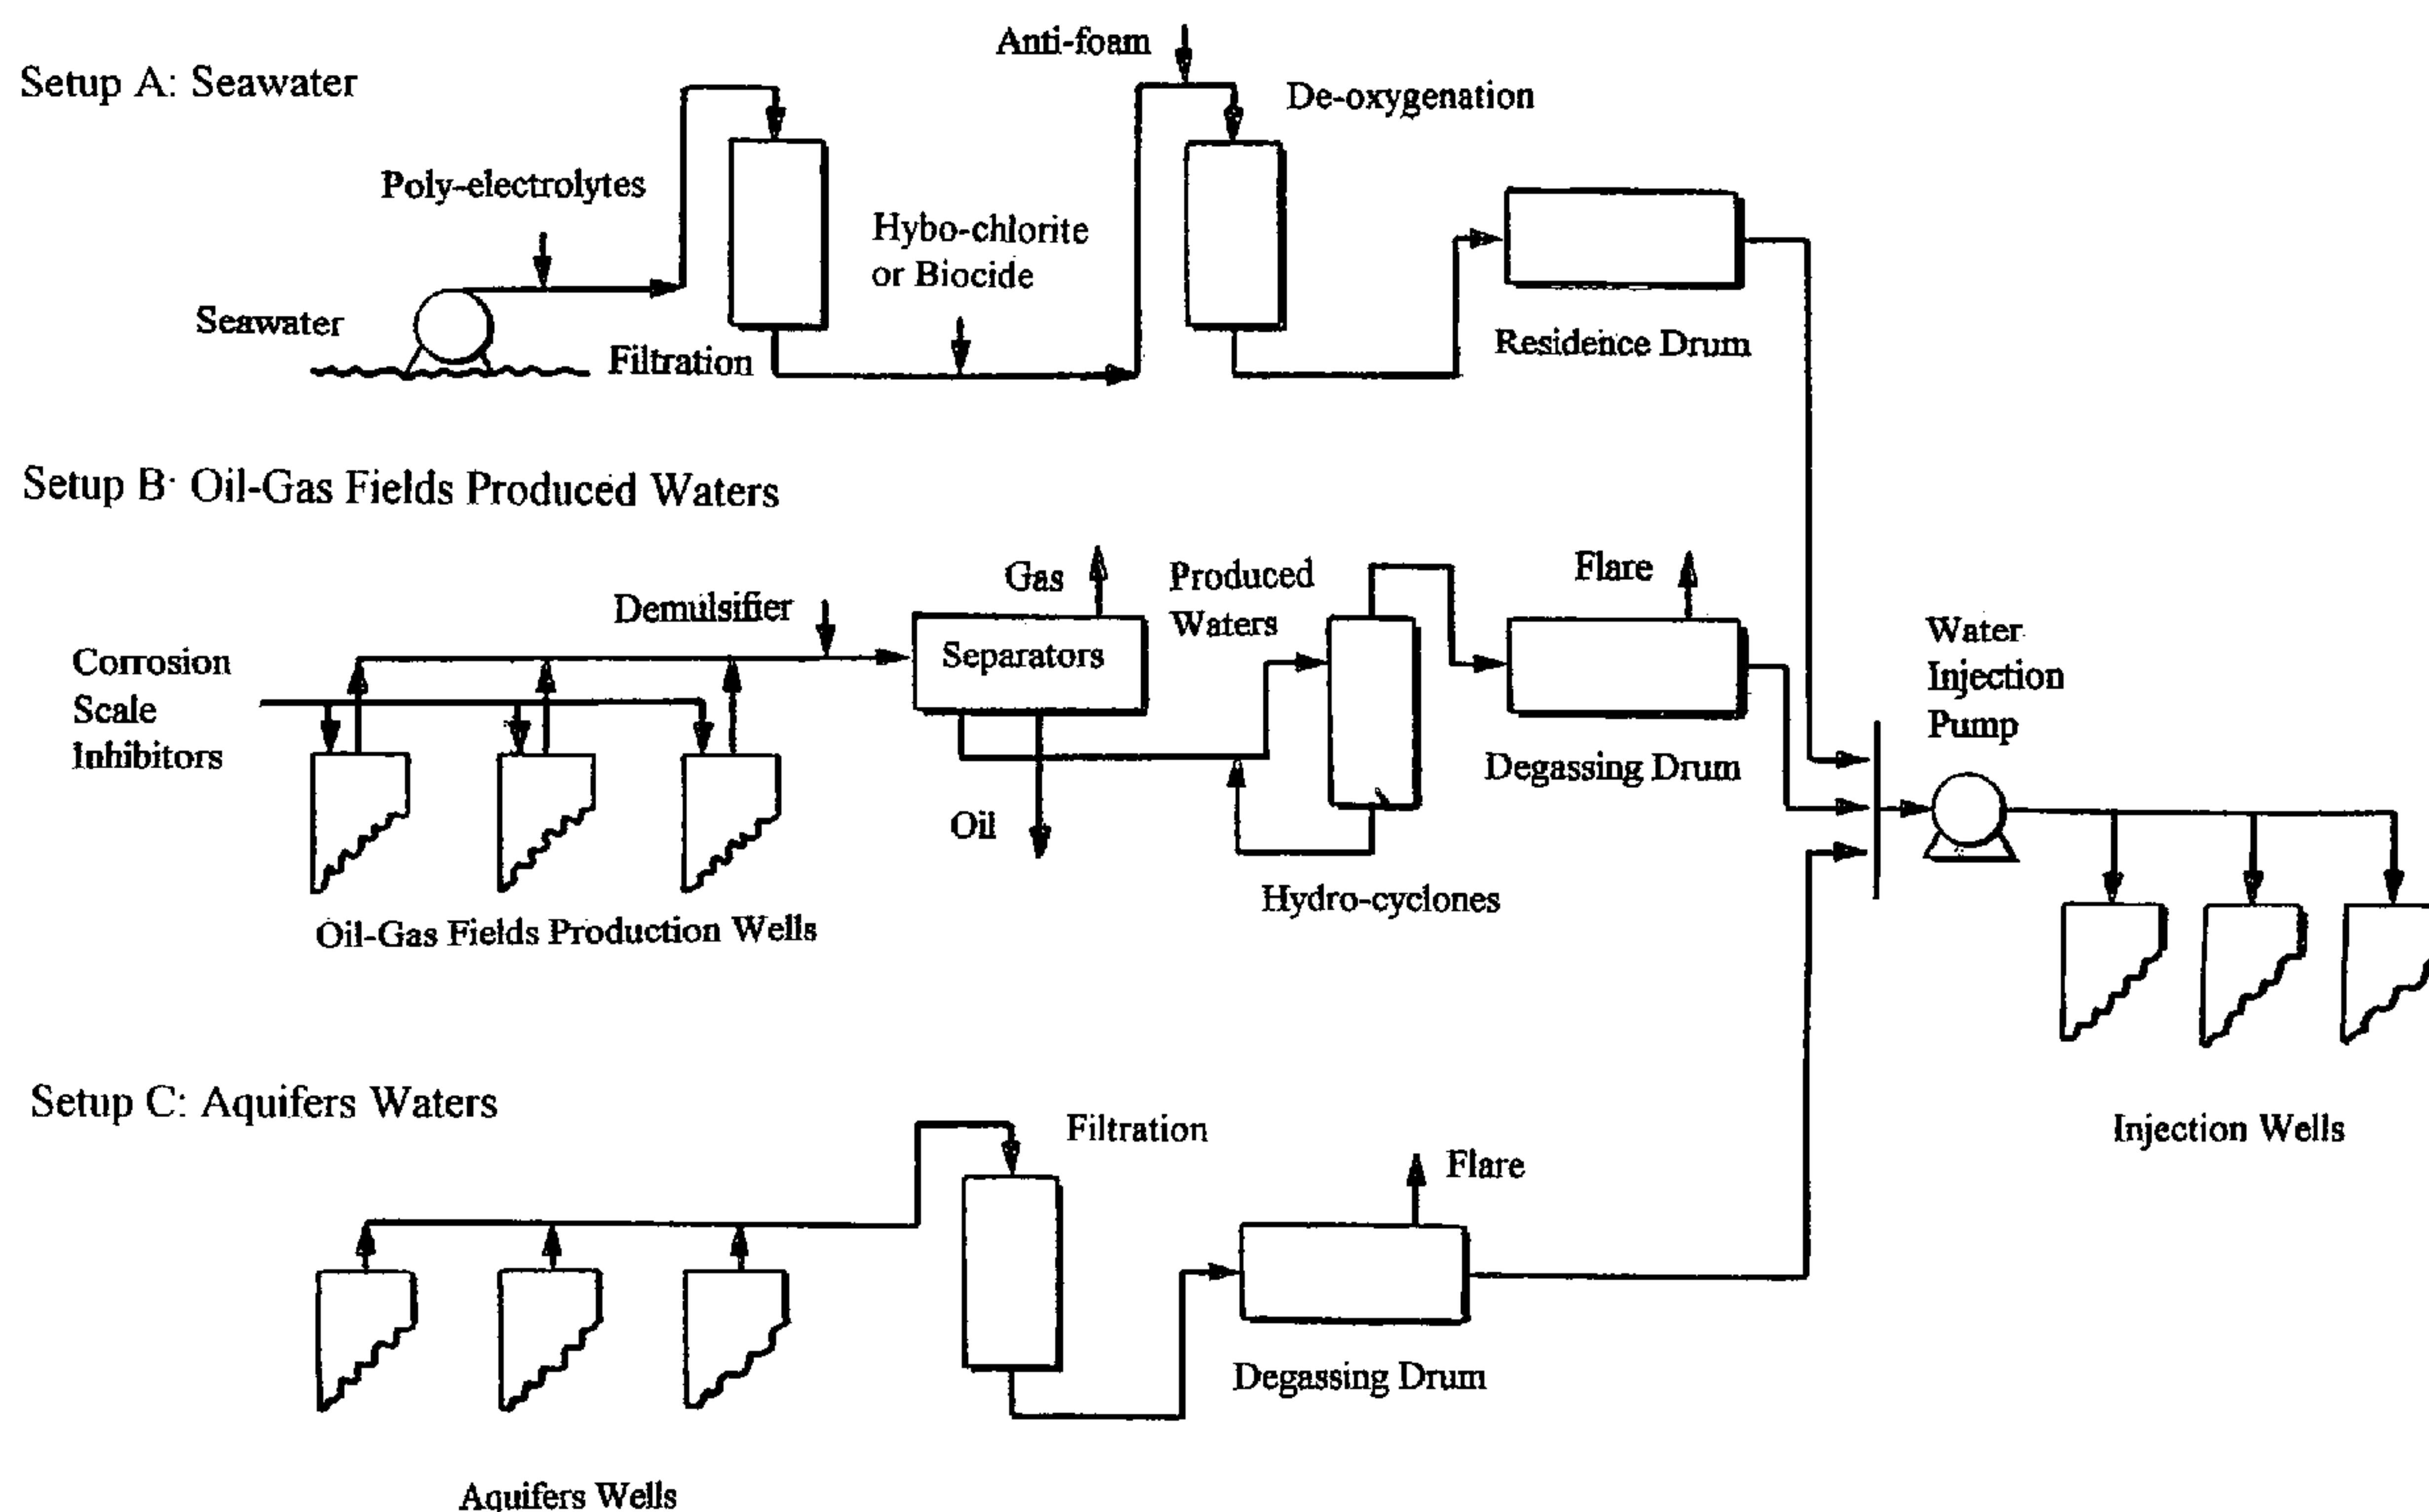 Setup A: Seawater
Anti-foam
De-oxygenation
Poly-electrolytes
Hybo-chlorite
or Biocide
Seawater
Filtration
Residence Drum
Setup B: Oil-Gas Fields Produced Waters
Gas
Produced
Waters
Flare
Demulsifier
Separators
Corrosion
Scale
Inhibitors
Water
Injection
Pump
Oil
Degassing Drum
Hydro-cyclones
Oil-Gas Fields Production Wells
Injection Wells
Setup C: Aquifers Waters
Filtration
Flare
Degassing Drum
Aquifers Wells